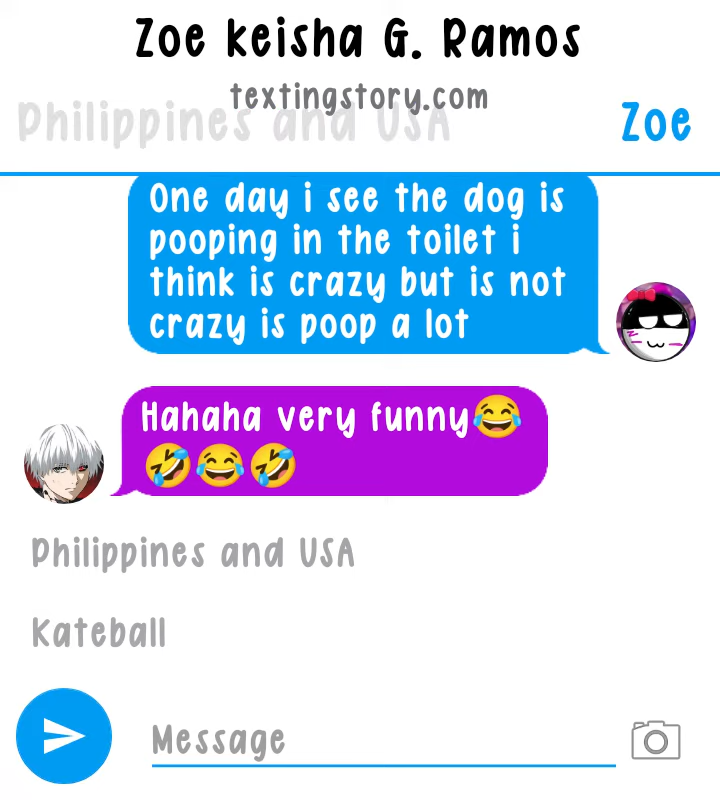 Zoe keisha G. Ramos
textingstory.com
Philippines and USA
Zoe
One day i see the dog is
pooping in the toilet i
think is crazy but is not
crazy is poop a lot
Hahaha very funny😂
🤣😂🤣
Philippines and USA
Kateball
Message